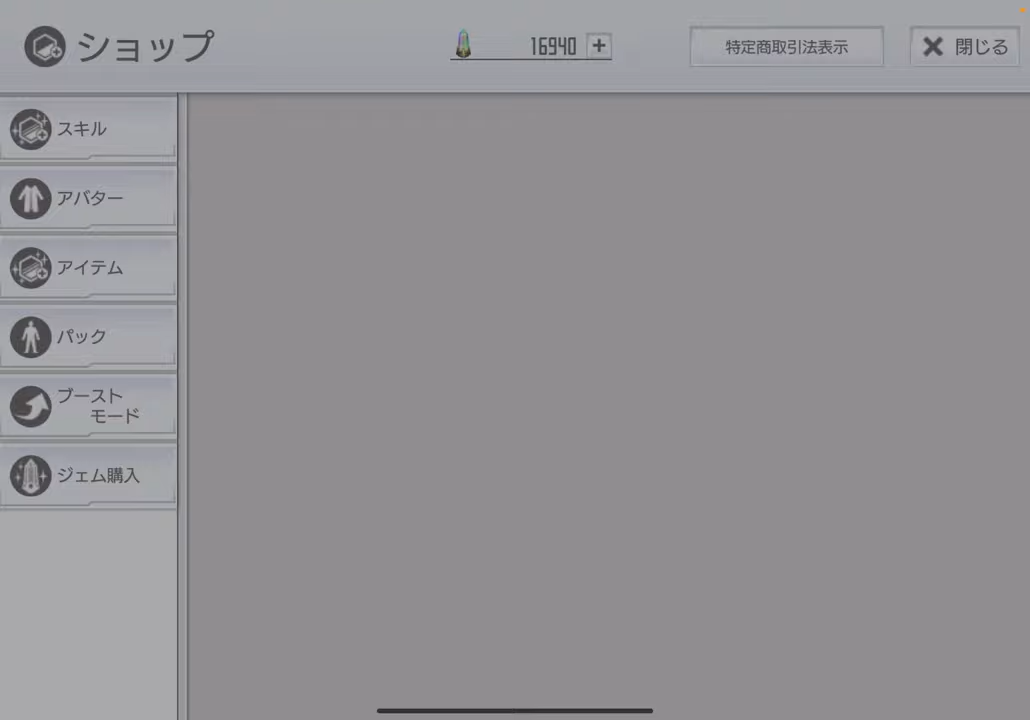 ショップ
16940
特定商取引法表示
閉じる
スキル
アバター
アイテム
パック
ブースト
モード
ジェム購入